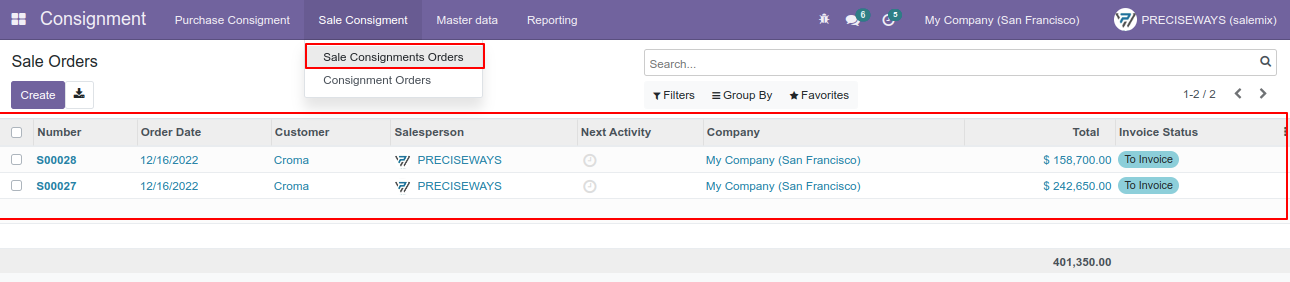 Consignment Purchase Consigment Sale Consigment Master data Reporting 6 5 My Company (San Francisco) PRECISEWAYS (salemix)
Sale Orders
Sale Consignments Orders
Consignment Orders
Search...
Create
Filters Group By Favorites 1-2 / 2
Number Order Date Customer Salesperson Next Activity Company Total Invoice Status
S00028 12/16/2022 Croma PRECISEWAYS My Company (San Francisco) $ 158,700.00 To Invoice
S00027 12/16/2022 Croma PRECISEWAYS My Company (San Francisco) $ 242,650.00 To Invoice
401,350.00